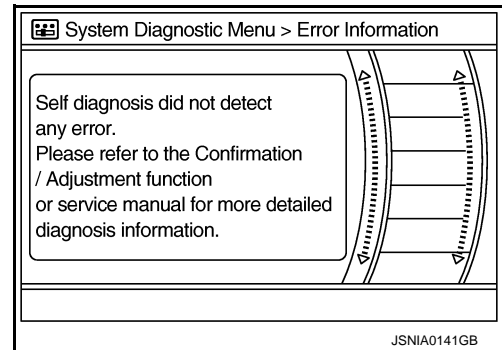 System Diagnostic Menu > Error Information
Self diagnosis did not detect
any error.
Please refer to the Confirmation
/ Adjustment function
or service manual for more detailed
diagnosis information.
JSNIA0141GB